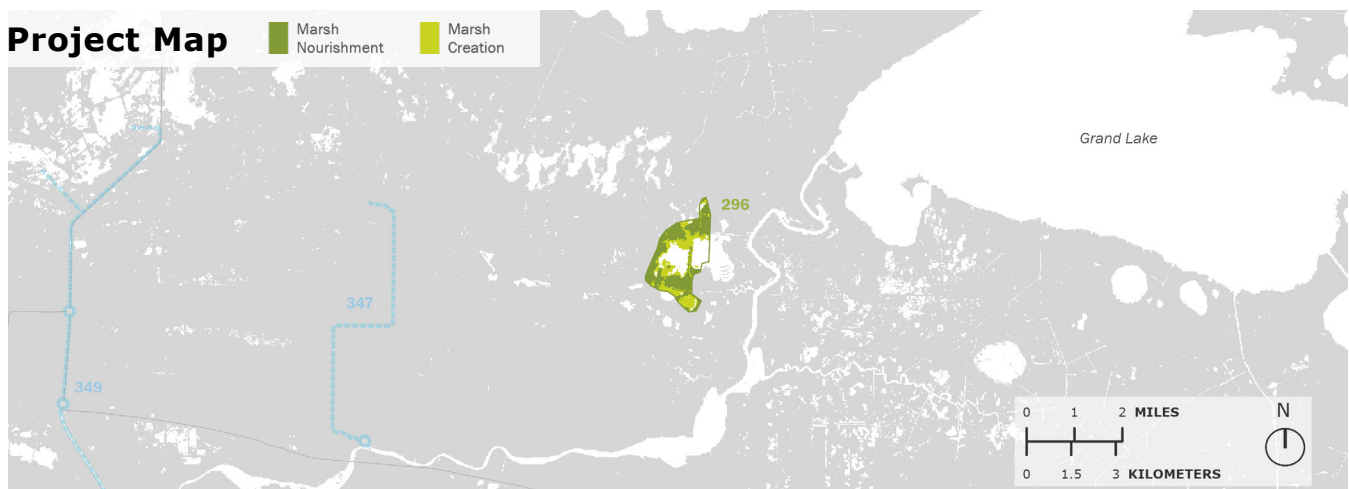 Project Map
Marsh
Nourishment
Marsh
Creation
Grand Lake
296
347
349
0 1 2 MILES
N
0 1.5 3 KILOMETERS